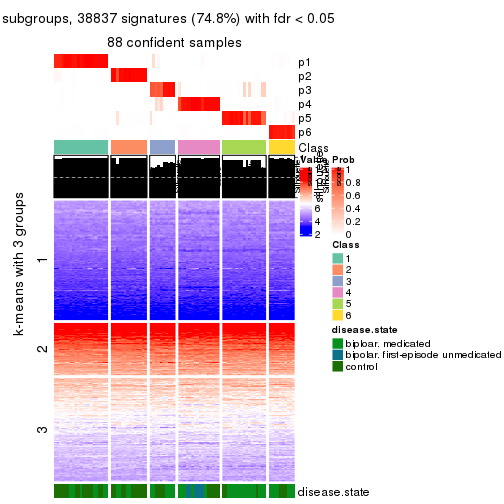 subgroups, 38837 signatures (74.8%) with fdr < 0.05
88 confident samples
p1
p2
p3
p4
p5
p6
Class
k-means with 3 groups
1
2
3
disease.state
Value
6
4
2
Prob
1
0.8
0.6
0.4
0.2
0
Class
1
2
3
4
5
6
disease.state
biploar. medicated
bipolar. first-episode unmedicated
control